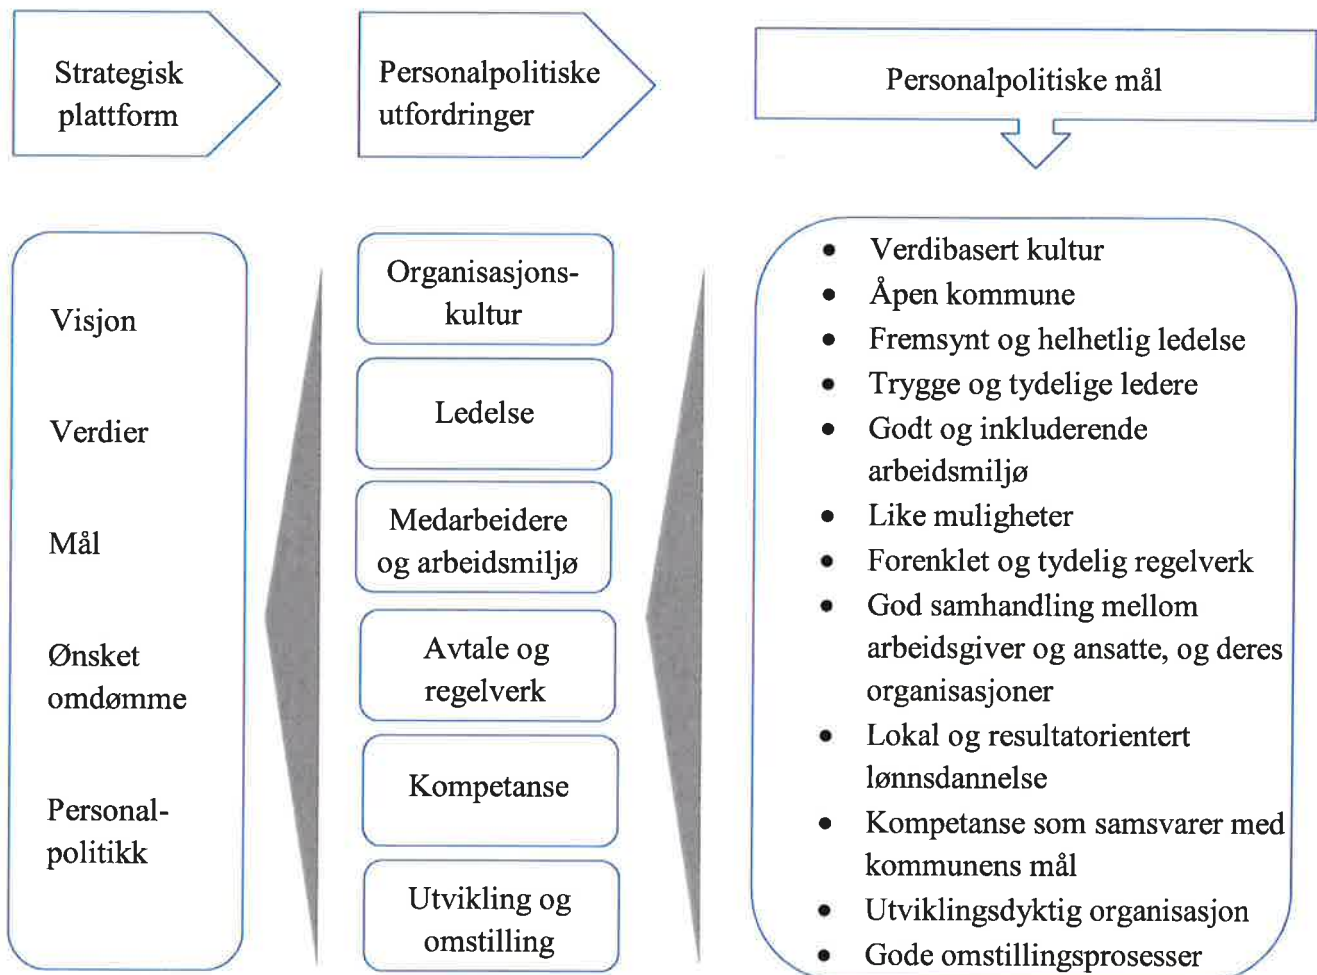 Strategisk
plattform
Personalpolitiske
utfordringer
Personalpolitiske mål
Visjon
Verdier
Mål
Ønsket
omdømme
Personal-
politikk
Organisasjons-
kultur
Ledelse
Medarbeidere
og arbeidsmiljø
Avtale og
regelverk
Kompetanse
Utvikling og
omstilling
• Verdibasert kultur
• Åpen kommune
• Fremsynt og helhetlig ledelse
• Trygge og tydelige ledere
• Godt og inkluderende
arbeidsmiljø
• Like muligheter
• Forenklet og tydelig regelverk
• God samhandling mellom
arbeidsgiver og ansatte, og deres
organisasjoner
• Lokal og resultatorientert
lønnsdannelse
• Kompetanse som samsvarer med
kommunens mål
• Utviklingsdyktig organisasjon
• Gode omstillingsprosesser